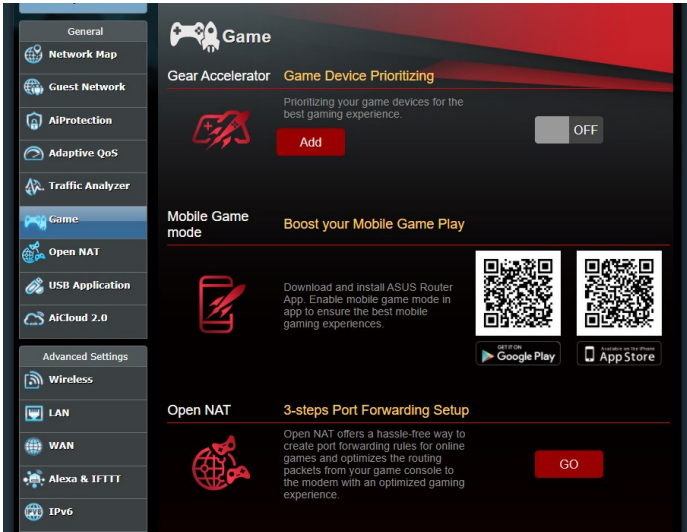 General
Network Map
Guest Network
AiProtection
Adaptive QoS
Traffic Analyzer
Game
Open NAT
USB Application
AiCloud 2.0
Advanced Settings
Wireless
LAN
WAN
Alexa & IFTTT
IPv6
Game
Gear Accelerator
Game Device Prioritizing
Prioritizing your game devices for the
best gaming experience.
Add
OFF
Mobile Game
mode
Boost your Mobile Game Play
Download and install ASUS Router
App. Enable mobile game mode in
app to ensure the best mobile
gaming experiences.
GET IT ON
Google Play
Available on the iPhone
App Store
Open NAT
3-steps Port Forwarding Setup
Open NAT offers a hassle-free way to
create port forwarding rules for online
games and optimizes the routing
packets from your game console to
the modem with an optimized gaming
experience.
GO